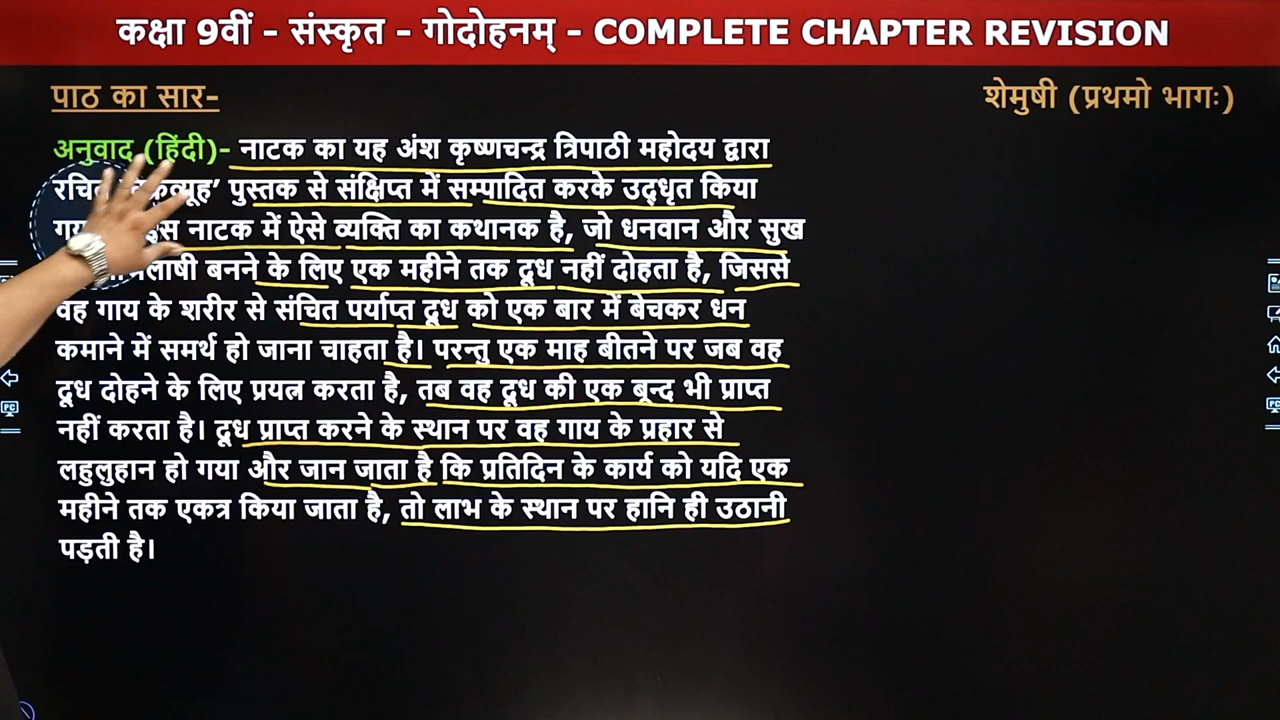 कक्षा 9वीं - संस्कृत - गोदोहनम् - COMPLETE CHAPTER REVISION
पाठ का सार-
शेमुषी (प्रथमो भागः)
अनुवाद (हिंदी)- नाटक का यह अंश कृष्णचन्द्र त्रिपाठी महोदय द्वारा
पुस्तक से संक्षिप्त में सम्पादित करके उद्धृत किया
नाटक में ऐसे व्यक्ति का कथानक है, जो धनवान और सुख
बनने के लिए एक महीने तक दूध नहीं दोहता है, जिससे
वह गाय के शरीर से संचित पर्याप्त दूध को एक बार में बेचकर धन
कमाने में समर्थ हो जाना चाहता है। परन्तु एक माह बीतने पर जब वह
दूध दोहने के लिए प्रयत्न करता है, तब वह दूध की एक बून्द भी प्राप्त
नहीं करता है। दूध प्राप्त करने के स्थान पर वह गाय के प्रहार से
लहुलुहान हो गया और जान जाता है कि प्रतिदिन के कार्य को यदि एक
महीने तक एकत्र किया जाता है, तो लाभ के स्थान पर हानि ही उठानी
पड़ती है।